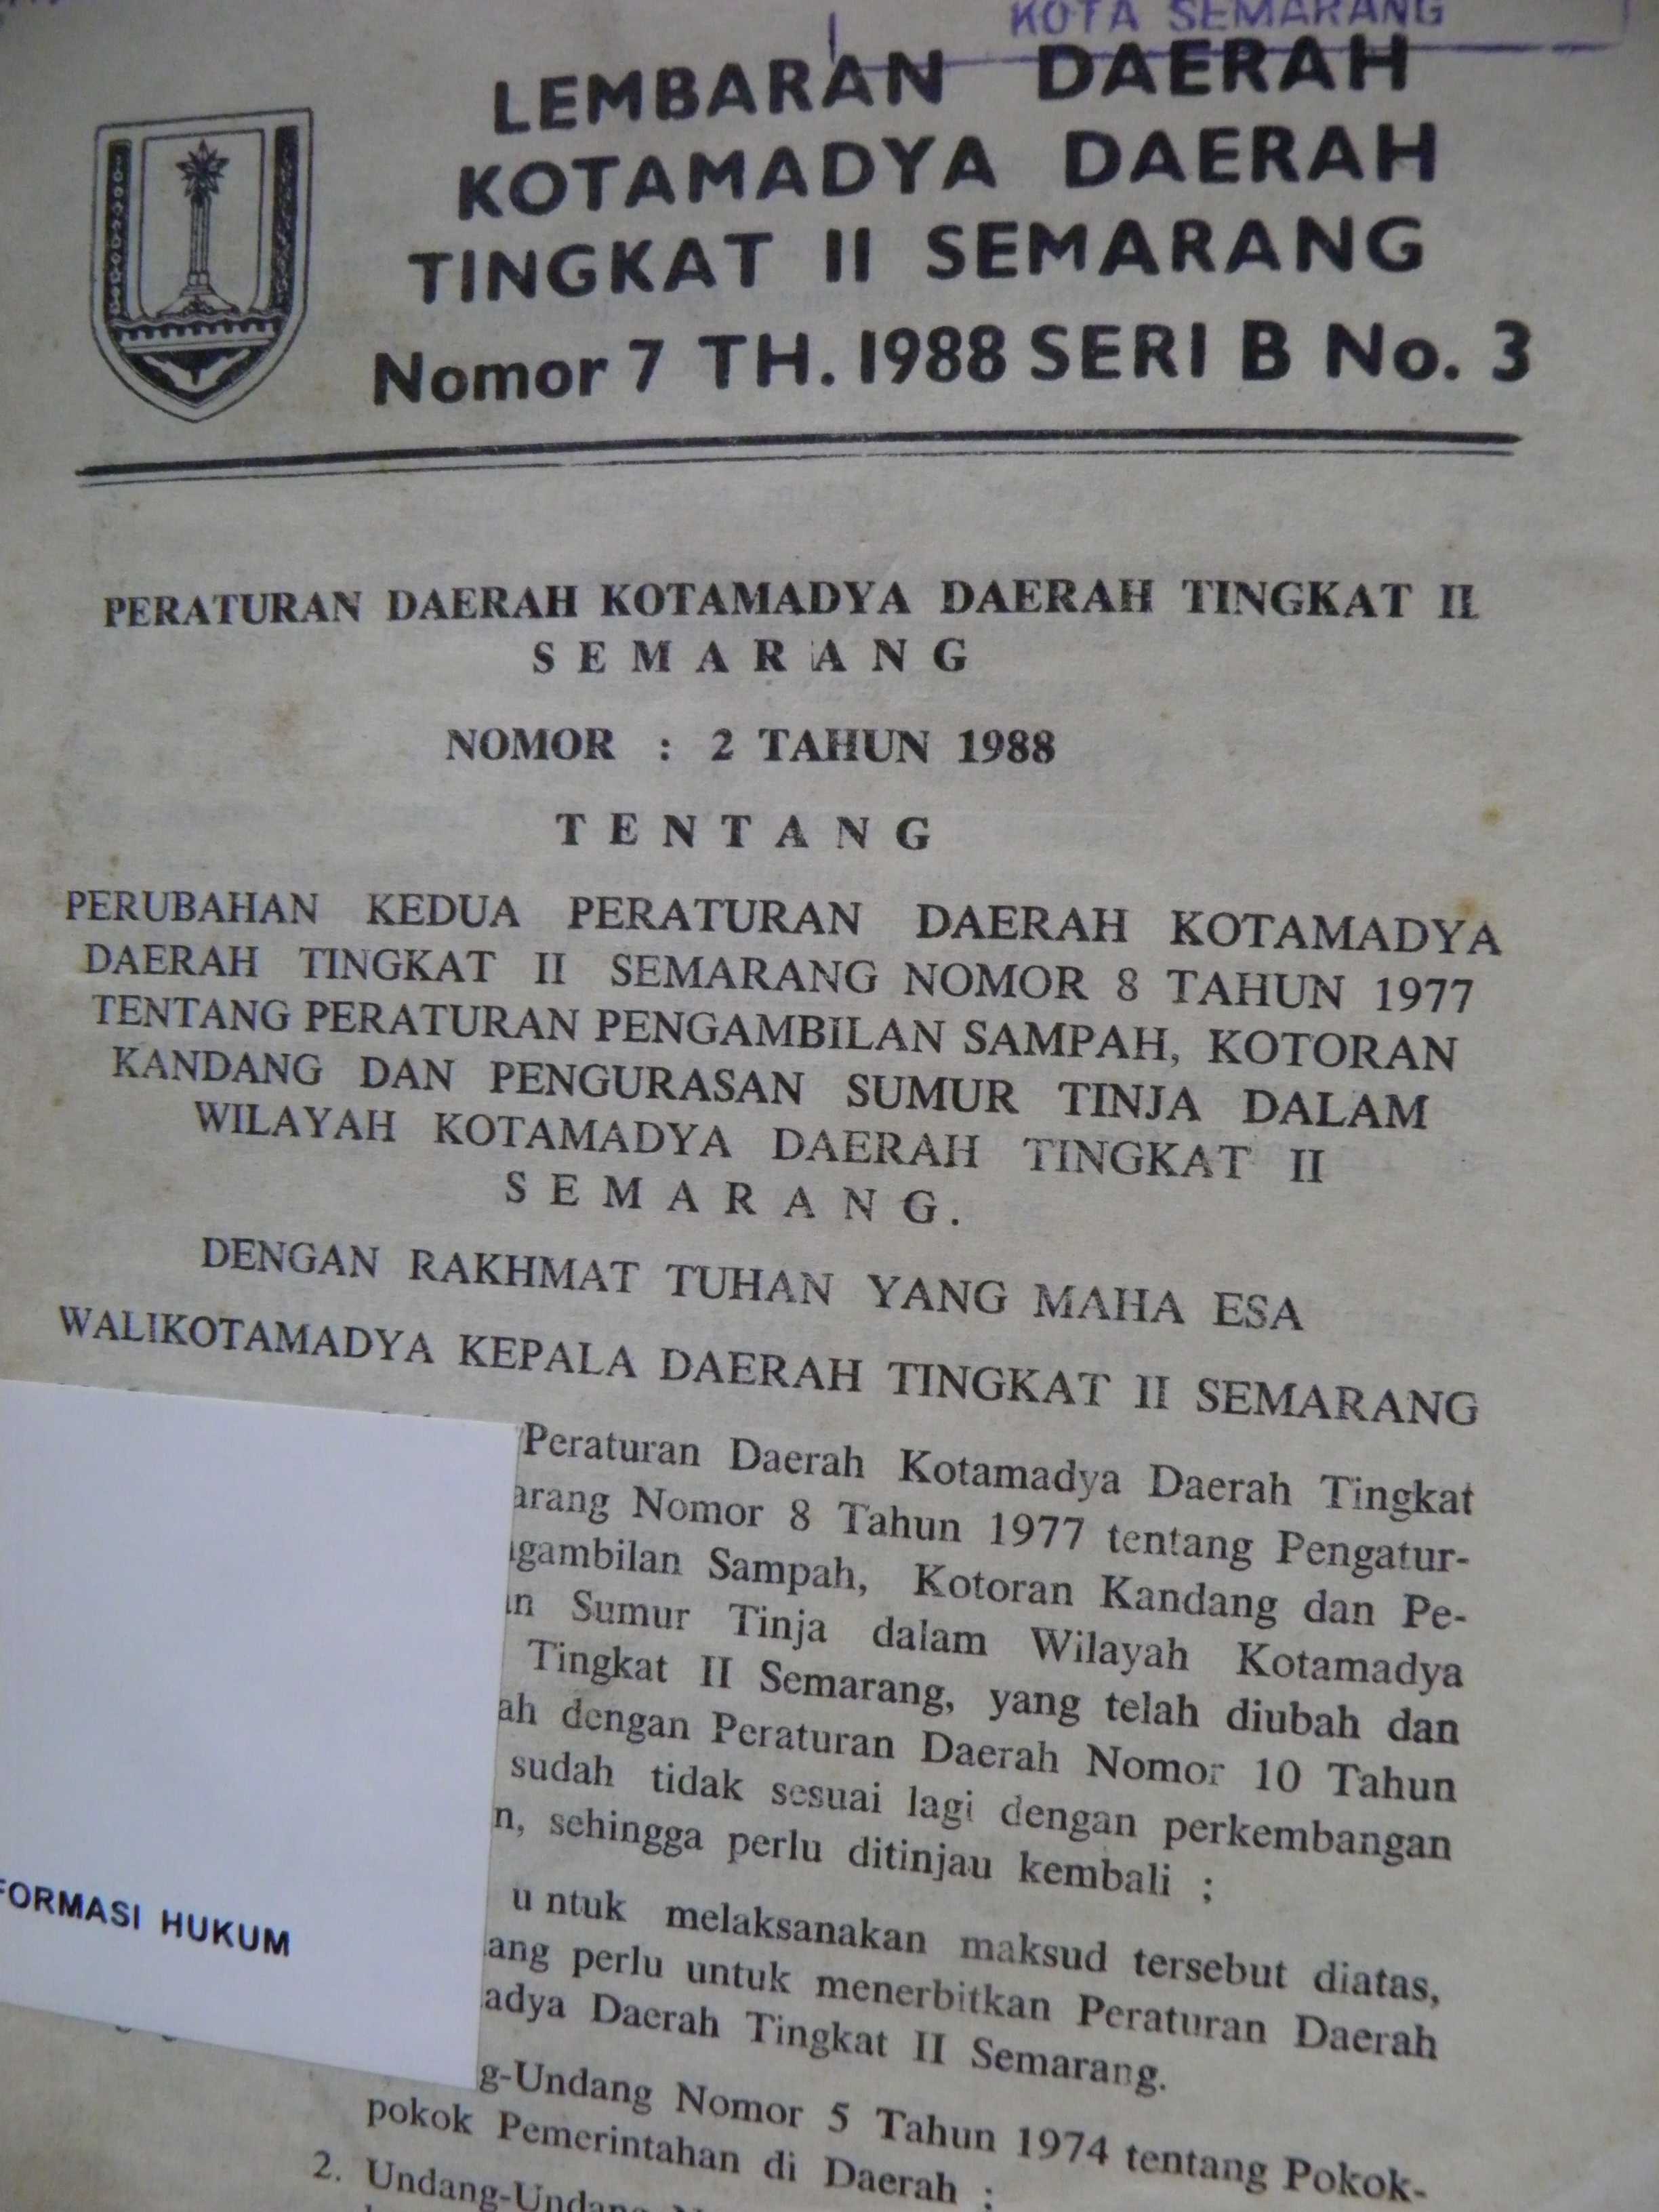 KOTA SEMARANG
LEMBARAN DAERAH
KOTAMADYA DAERAH
TINGKAT II SEMARANG
Nomor 7 TH. 1988 SERI B No. 3
PERATURAN DAERAH KOTAMADYA DAERAH TINGKAT II
S E M A R A N G
NOMOR : 2 TAHUN 1988
T E N T A N G
PERUBAHAN KEDUA PERATURAN DAERAH KOTAMADYA
DAERAH TINGKAT II SEMARANG NOMOR 8 TAHUN 1977
TENTANG PERATURAN PENGAMBILAN SAMPAH, KOTORAN
KANDANG DAN PENGURASAN SUMUR TINJA DALAM
WILAYAH KOTAMADYA DAERAH TINGKAT II
S E M A R A N G.
DENGAN RAKHMAT TUHAN YANG MAHA ESA
WALIKOTAMADYA KEPALA DAERAH TINGKAT II SEMARANG
Peraturan Daerah Kotamadya Daerah Tingkat
arang Nomor 8 Tahun 1977 tentang Pengatur-
gambilan Sampah, Kotoran Kandang dan Pe-
n Sumur Tinja dalam Wilayah Kotamadya
Tingkat II Semarang, yang telah diubah dan
ah dengan Peraturan Daerah Nomor 10 Tahun
sudah tidak sesuai lagi dengan perkembangan
n, sehingga perlu ditinjau kembali ;
u ntuk melaksanakan maksud tersebut diatas,
ang perlu untuk menerbitkan Peraturan Daerah
adya Daerah Tingkat II Semarang.
FORMASI HUKUM
g-Undang Nomor 5 Tahun 1974 tentang Pokok-
pokok Pemerintahan di Daerah ;
2. Undang-Undang